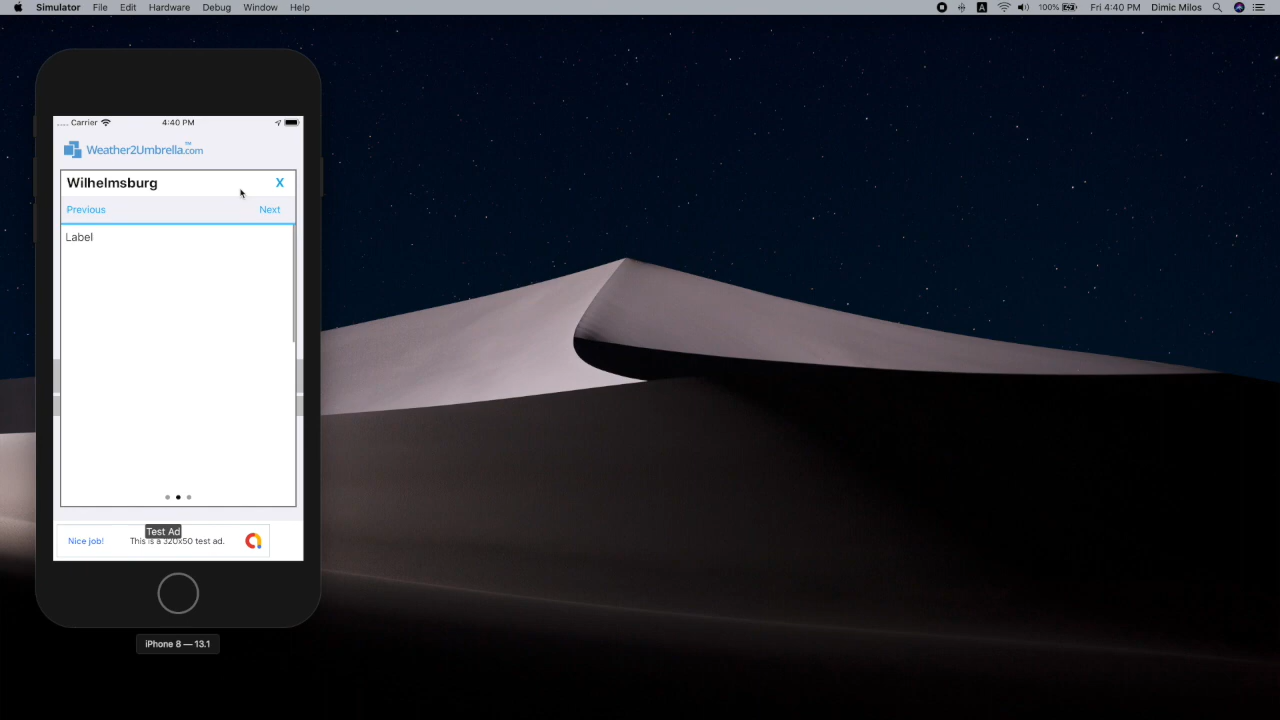 Simulator File Edit Hardware Debug Window Help
A 100% Fri 4:40 PM Dimic Milos
Carrier 4:40 PM
Weather2Umbrella.com™
Wilhelmsburg X
Previous Next
Label
Test Ad
Nice job! This is a 320x50 test ad.
iPhone 8 — 13.1